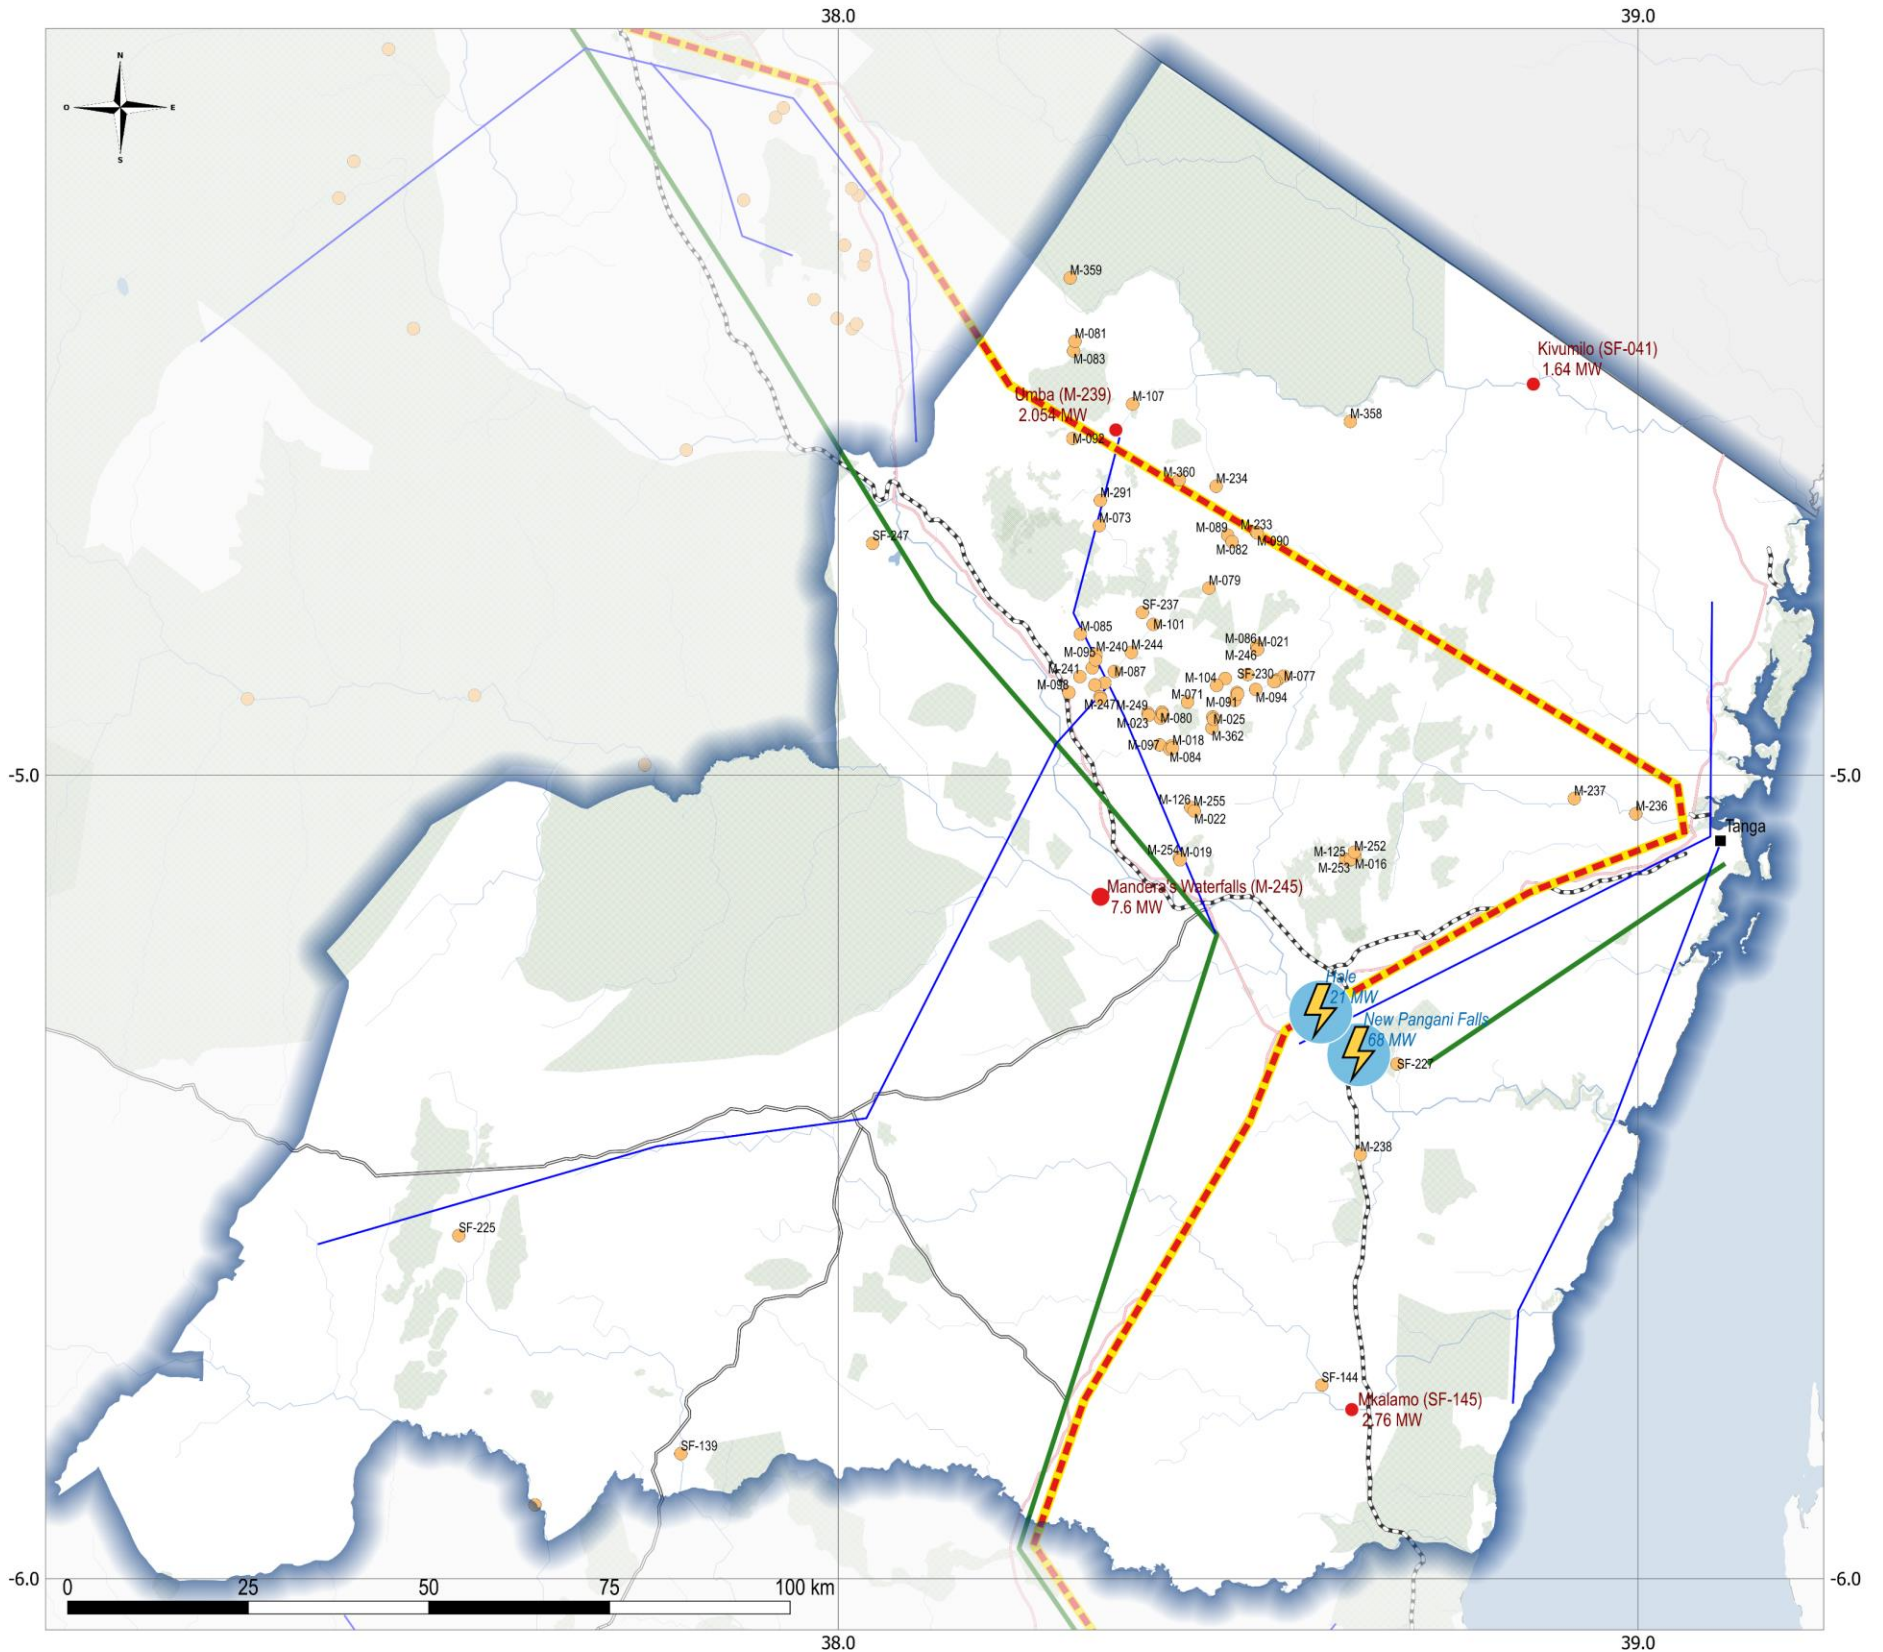 38.0
39.0
N
O
E
S
M-359
M-081
M-083
Kivumilo (SF-041)
1.64 MW
Umba (M-239)
2.054 MW
M-107
M-358
M-092
M-360
M-234
M-291
M-073
M-089
M-233
M-090
M-082
SF-247
M-079
SF-237
M-101
M-085
M-086
M-021
M-095
M-240
M-244
M-246
M-241
M-087
M-098
M-104
SF-230
M-077
M-071
M-094
M-247
M-249
M-091
M-023
M-080
M-025
M-362
M-097
M-018
M-084
-5.0
-5.0
M-237
M-126
M-255
M-022
M-236
Tanga
M-254
M-019
M-125
M-252
M-253
M-016
Mandera's Waterfalls (M-245)
7.6 MW
Hale
21 MW
New Pangani Falls
68 MW
SF-227
M-238
SF-225
SF-144
Mkalamo (SF-145)
2.76 MW
SF-139
-6.0
-6.0
0
25
50
75
100 km
38.0
39.0